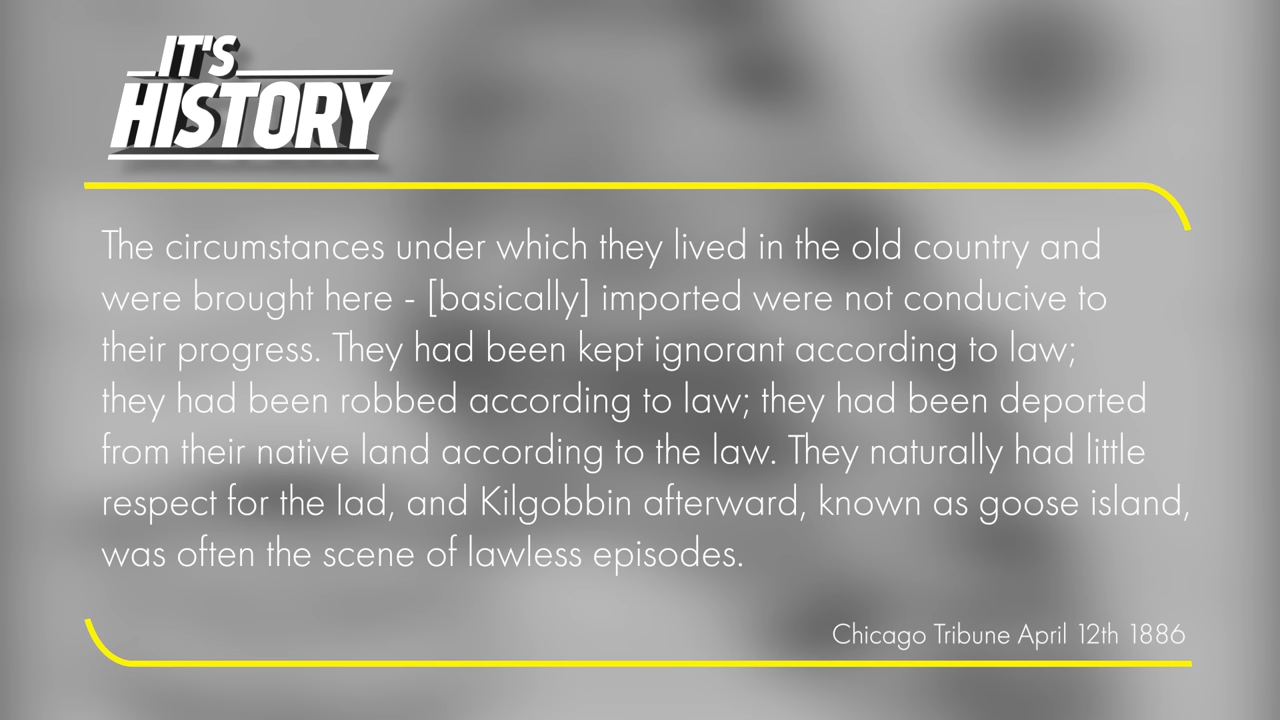 IT'S
HISTORY
The circumstances under which they lived in the old country and
were brought here - [basically] imported were not conducive to
their progress. They had been kept ignorant according to law;
they had been robbed according to law; they had been deported
from their native land according to the law. They naturally had little
respect for the lad, and Kilgobbin afterward, known as goose island,
was often the scene of lawless episodes.
Chicago Tribune April 12th 1886